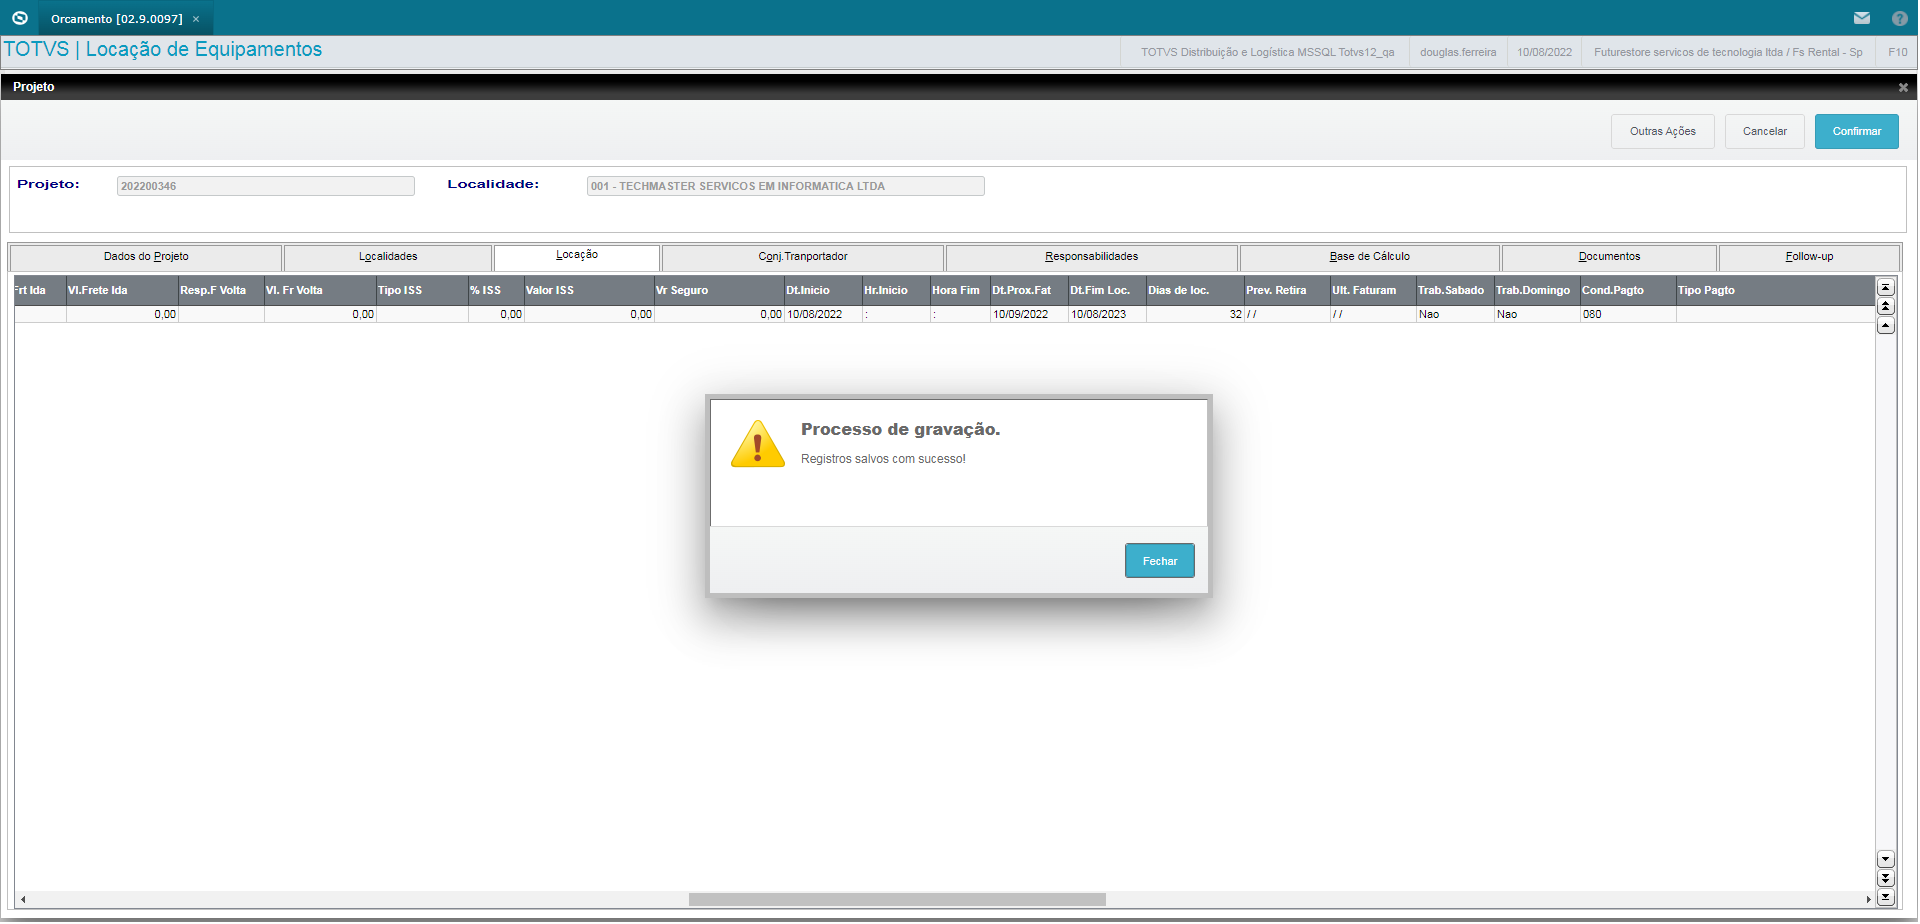 Orcamento [02.9.0097] ×
TOTVS | Locação de Equipamentos
TOTVS Distribuição e Logística MSSQL Totvs12_qa
douglas.ferreira
10/08/2022
Futurestore servicos de tecnologia ltda / Fs Rental - Sp
F10
Projeto
Outras Ações
Cancelar
Confirmar
Projeto: 202200346 Localidade: 001 - TECHMASTER SERVICOS EM INFORMATICA LTDA
Dados do Projeto Localidades Locação Conj.Tranportador Responsabilidades Base de Cálculo Documentos Follow-up
Frt Ida Vl.Frete Ida Resp.F Volta Vl. Fr Volta Tipo ISS % ISS Valor ISS Vr Seguro Dt.Inicio Hr.Inicio Hora Fim Dt.Prox.Fat Dt.Fim Loc. Dias de loc. Prev. Retira Ult. Faturam Trab.Sabado Trab.Domingo Cond.Pagto Tipo Pagto
0,00 0,00 0,00 0,00 0,00 10/08/2022 : : 10/09/2022 10/08/2023 32 / / / / Nao Nao 080
Processo de gravação.
Registros salvos com sucesso!
Fechar